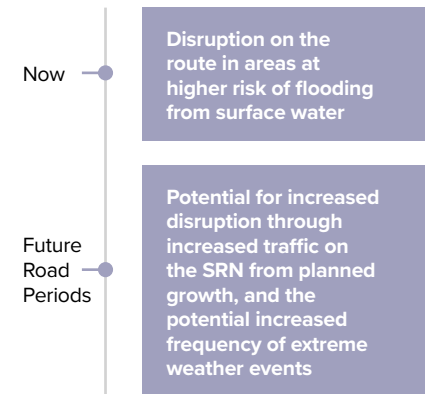 Now
Disruption on the
route in areas at
higher risk of flooding
from surface water
Future
Road
Periods
Potential for increased
disruption through
increased traffic on
the SRN from planned
growth, and the
potential increased
frequency of extreme
weather events